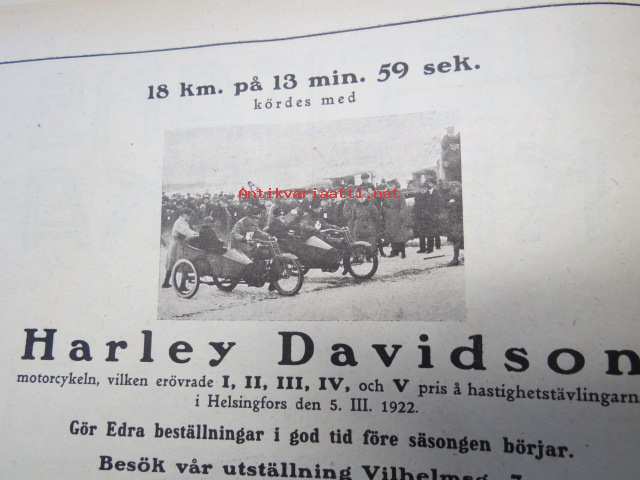 18 km. på 13 min. 59 sek.
kördes med
Antikvariaatti.net
Harley Davidson
motorcykeln, vilken erövrade I, II, III, IV, och V pris å hastighetstävlingarn
i Helsingfors den 5. III. 1922.
Gör Edra beställningar i god tid före säsongen börjar.
Besök vår utställning Vilhelmsg. 7